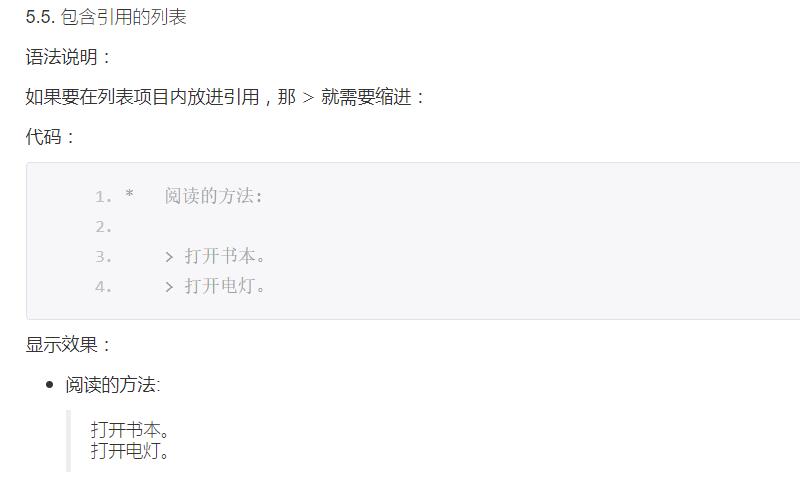 5.5. 包含引用的列表
语法说明：
如果要在列表项目内放进引用，那 > 就需要缩进：
代码：
1. *   阅读的方法:
2.
3.     > 打开书本。
4.     > 打开电灯。
显示效果：
• 阅读的方法:
打开书本。
打开电灯。